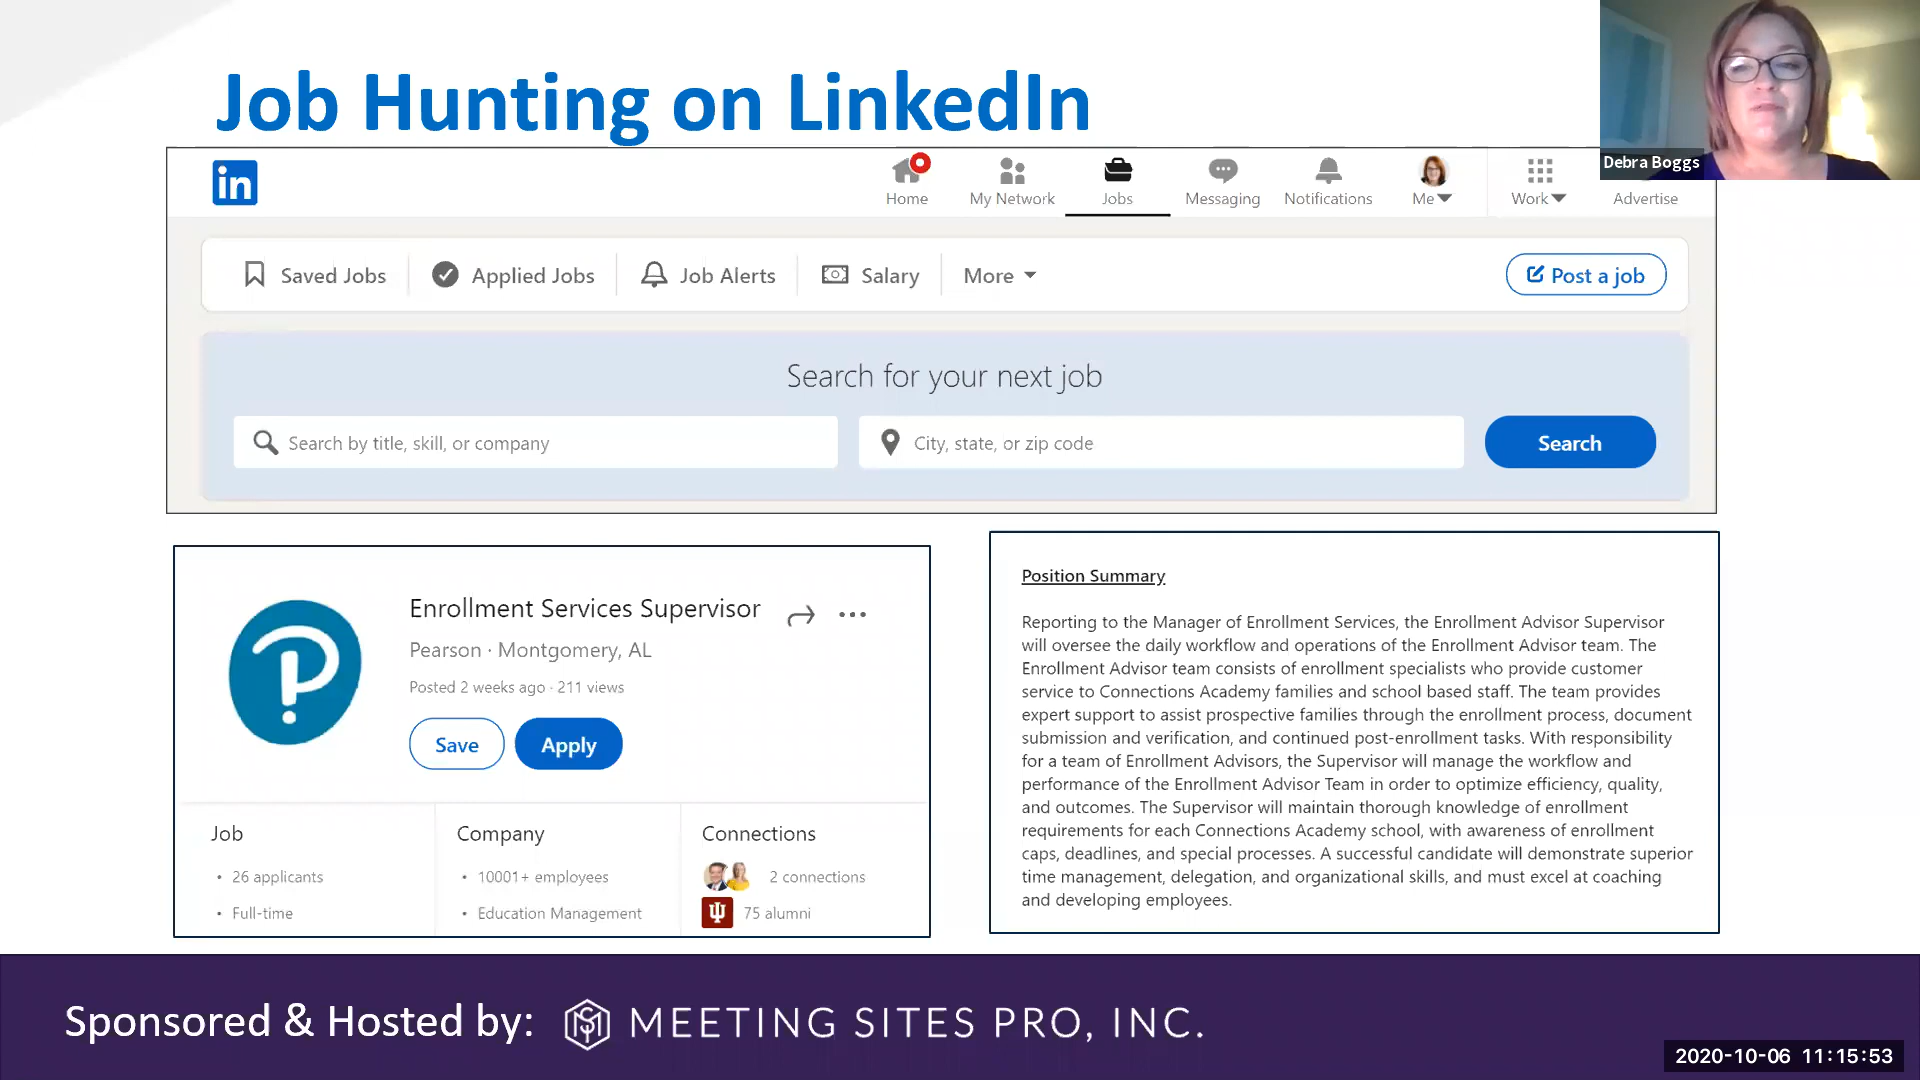 Job Hunting on LinkedIn
Debra Boggs
in
Home
My Network
Jobs
Messaging
Notifications
Me
Work
Advertise
Saved Jobs
Applied Jobs
Job Alerts
Salary
More
Post a job
Search for your next job
Search by title, skill, or company
City, state, or zip code
Search
Enrollment Services Supervisor
Pearson · Montgomery, AL
Posted 2 weeks ago · 211 views
Save
Apply
Job
• 26 applicants
• Full-time
Company
• 10001+ employees
• Education Management
Connections
2 connections
75 alumni
Position Summary
Reporting to the Manager of Enrollment Services, the Enrollment Advisor Supervisor
will oversee the daily workflow and operations of the Enrollment Advisor team. The
Enrollment Advisor team consists of enrollment specialists who provide customer
service to Connections Academy families and school based staff. The team provides
expert support to assist prospective families through the enrollment process, document
submission and verification, and continued post-enrollment tasks. With responsibility
for a team of Enrollment Advisors, the Supervisor will manage the workflow and
performance of the Enrollment Advisor Team in order to optimize efficiency, quality,
and outcomes. The Supervisor will maintain thorough knowledge of enrollment
requirements for each Connections Academy school, with awareness of enrollment
caps, deadlines, and special processes. A successful candidate will demonstrate superior
time management, delegation, and organizational skills, and must excel at coaching
and developing employees.
Sponsored & Hosted by: MEETING SITES PRO, INC.
2020-10-06 11:15:53